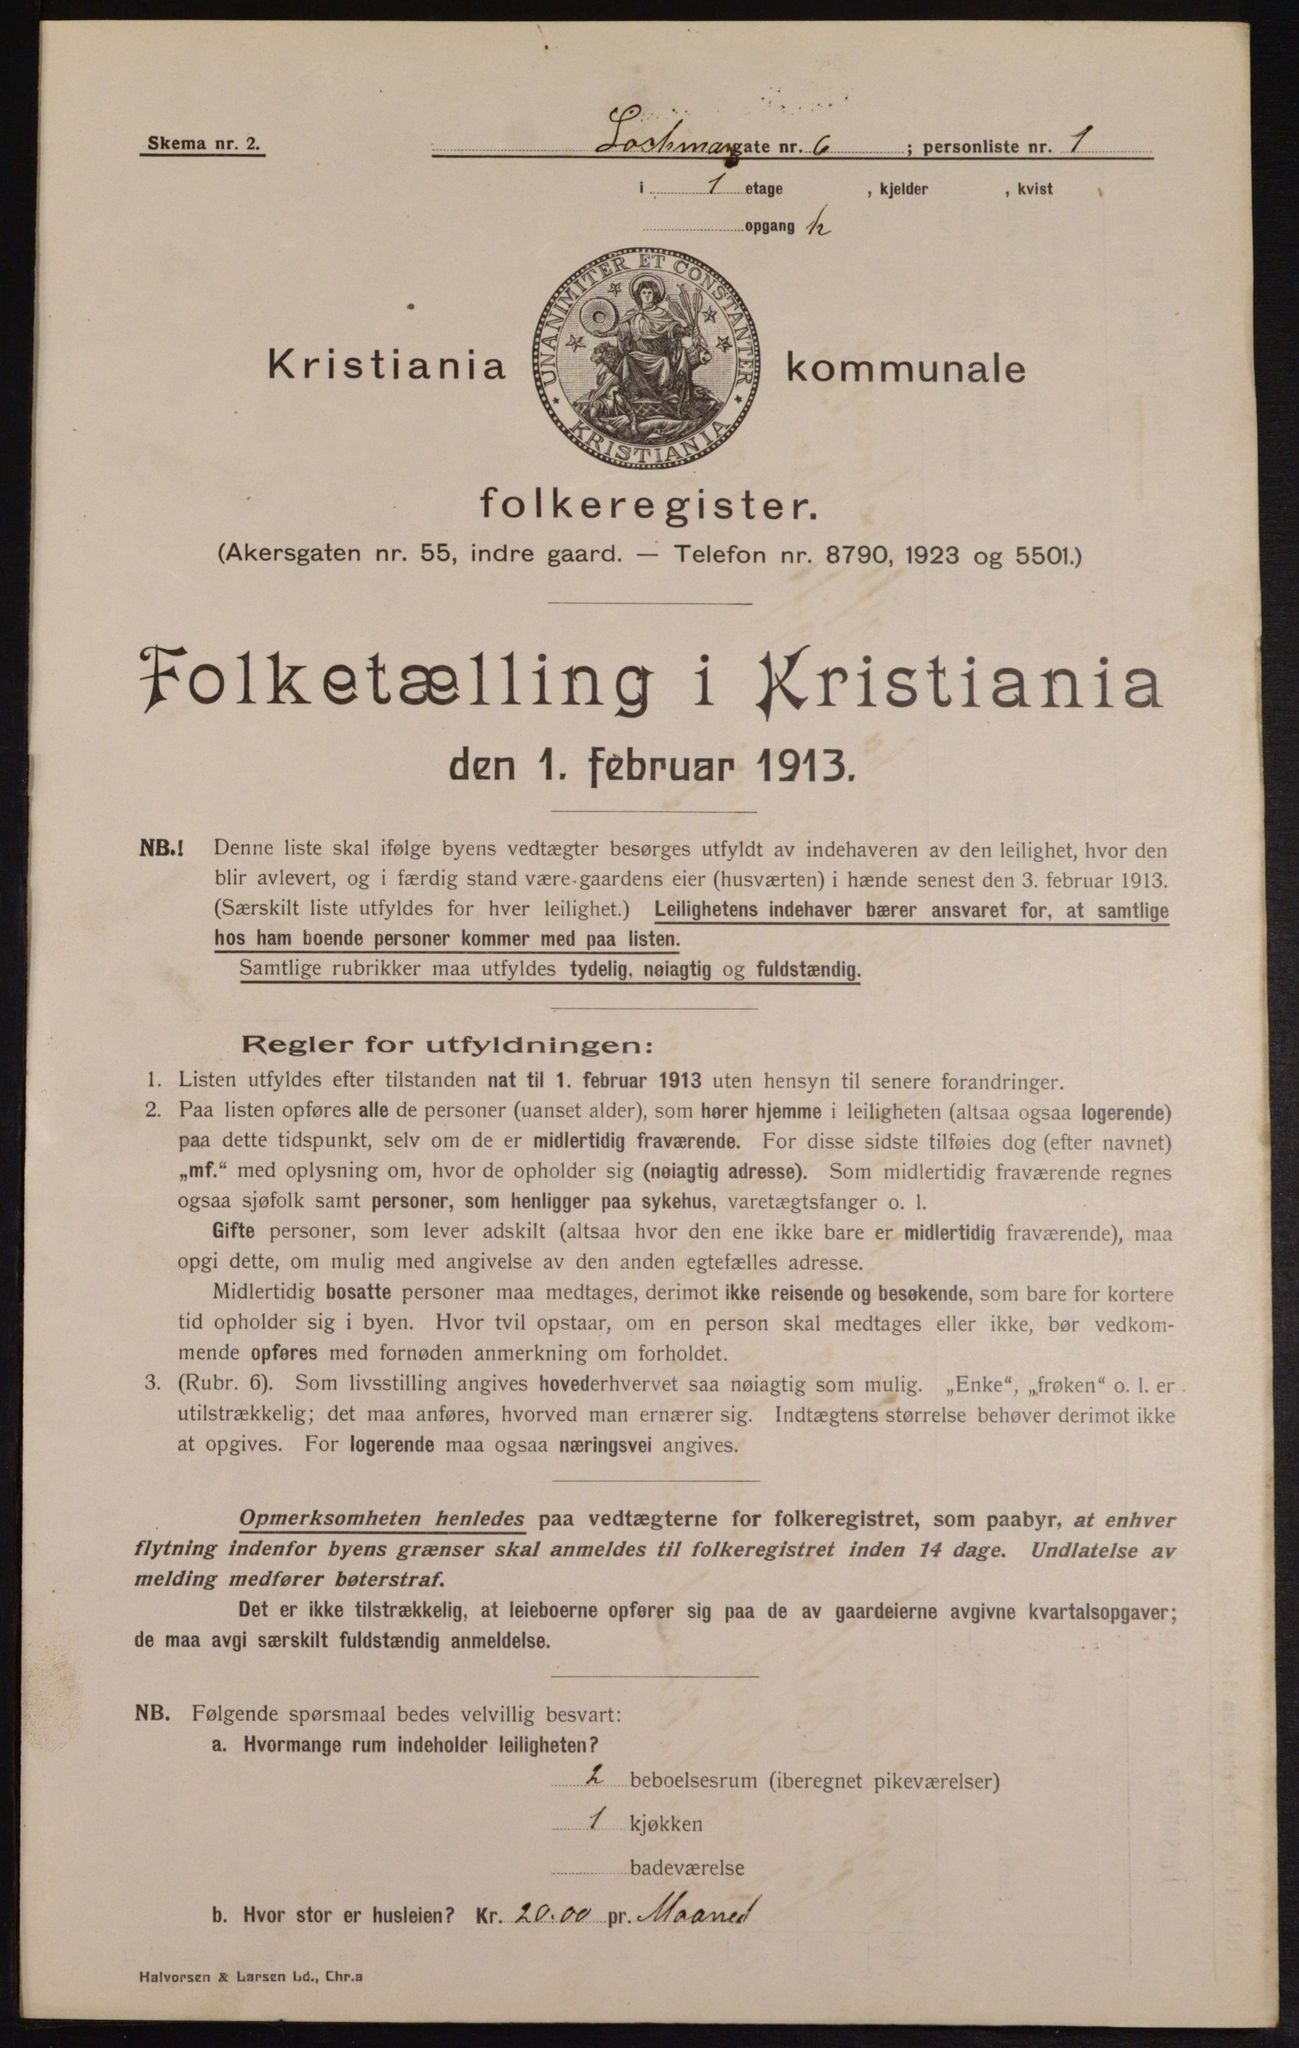 Skema nr. 2.
Lochmansgate nr. 6 ; personliste nr. 1
i 1 etage , kjelder , kvist
opgang h
UNANIMITER ET CONSTANTER
KRISTIANIA
Kristiania kommunale
folkeregister.
(Akersgaten nr. 55, indre gaard. — Telefon nr. 8790, 1923 og 5501.)
Folketælling i Kristiania
den 1. februar 1913.
NB.! Denne liste skal ifølge byens vedtægter besørges utfyldt av indehaveren av den leilighet, hvor den
blir avlevert, og i færdig stand være gaardens eier (husværten) i hænde senest den 3. februar 1913.
(Særskilt liste utfyldes for hver leilighet.) Leilighetens indehaver bærer ansvaret for, at samtlige
hos ham boende personer kommer med paa listen.
Samtlige rubrikker maa utfyldes tydelig, nøiagtig og fuldstændig.
Regler for utfyldningen:
1. Listen utfyldes efter tilstanden nat til 1. februar 1913 uten hensyn til senere forandringer.
2. Paa listen opføres alle de personer (uanset alder), som hører hjemme i leiligheten (altsaa ogsaa logerende)
paa dette tidspunkt, selv om de er midlertidig fraværende. For disse sidste tilføies dog (efter navnet)
„mf.“ med oplysning om, hvor de opholder sig (nøiagtig adresse). Som midlertidig fraværende regnes
ogsaa sjøfolk samt personer, som henligger paa sykehus, varetægtsfanger o. l.
Gifte personer, som lever adskilt (altsaa hvor den ene ikke bare er midlertidig fraværende), maa
opgi dette, om mulig med angivelse av den anden egtefælles adresse.
Midlertidig bosatte personer maa medtages, derimot ikke reisende og besøkende, som bare for kortere
tid opholder sig i byen. Hvor tvil opstaar, om en person skal medtages eller ikke, bør vedkom-
mende opføres med fornøden anmerkning om forholdet.
3. (Rubr. 6). Som livsstilling angives hovederhvervet saa nøiagtig som mulig. „Enke“, „frøken“ o. l. er
utilstrækkelig; det maa anføres, hvorved man ernærer sig. Indtægtens størrelse behøver derimot ikke
at opgives. For logerende maa ogsaa næringsvei angives.
Opmerksomheten henledes paa vedtægterne for folkeregistret, som paabyr, at enhver
flytning indenfor byens grænser skal anmeldes til folkeregistret inden 14 dage. Undlatelse av
melding medfører bøterstraf.
Det er ikke tilstrækkelig, at leieboerne opfører sig paa de av gaardeierne avgivne kvartalsopgaver;
de maa avgi særskilt fuldstændig anmeldelse.
NB. Følgende spørsmaal bedes velvillig besvart:
a. Hvormange rum indeholder leiligheten?
2 beboelsesrum (iberegnet pikeværelser)
1 kjøkken
badeværelse
b. Hvor stor er husleien? Kr. 20.00 pr. Maaned
Halvorsen & Larsen Ld., Chr.a